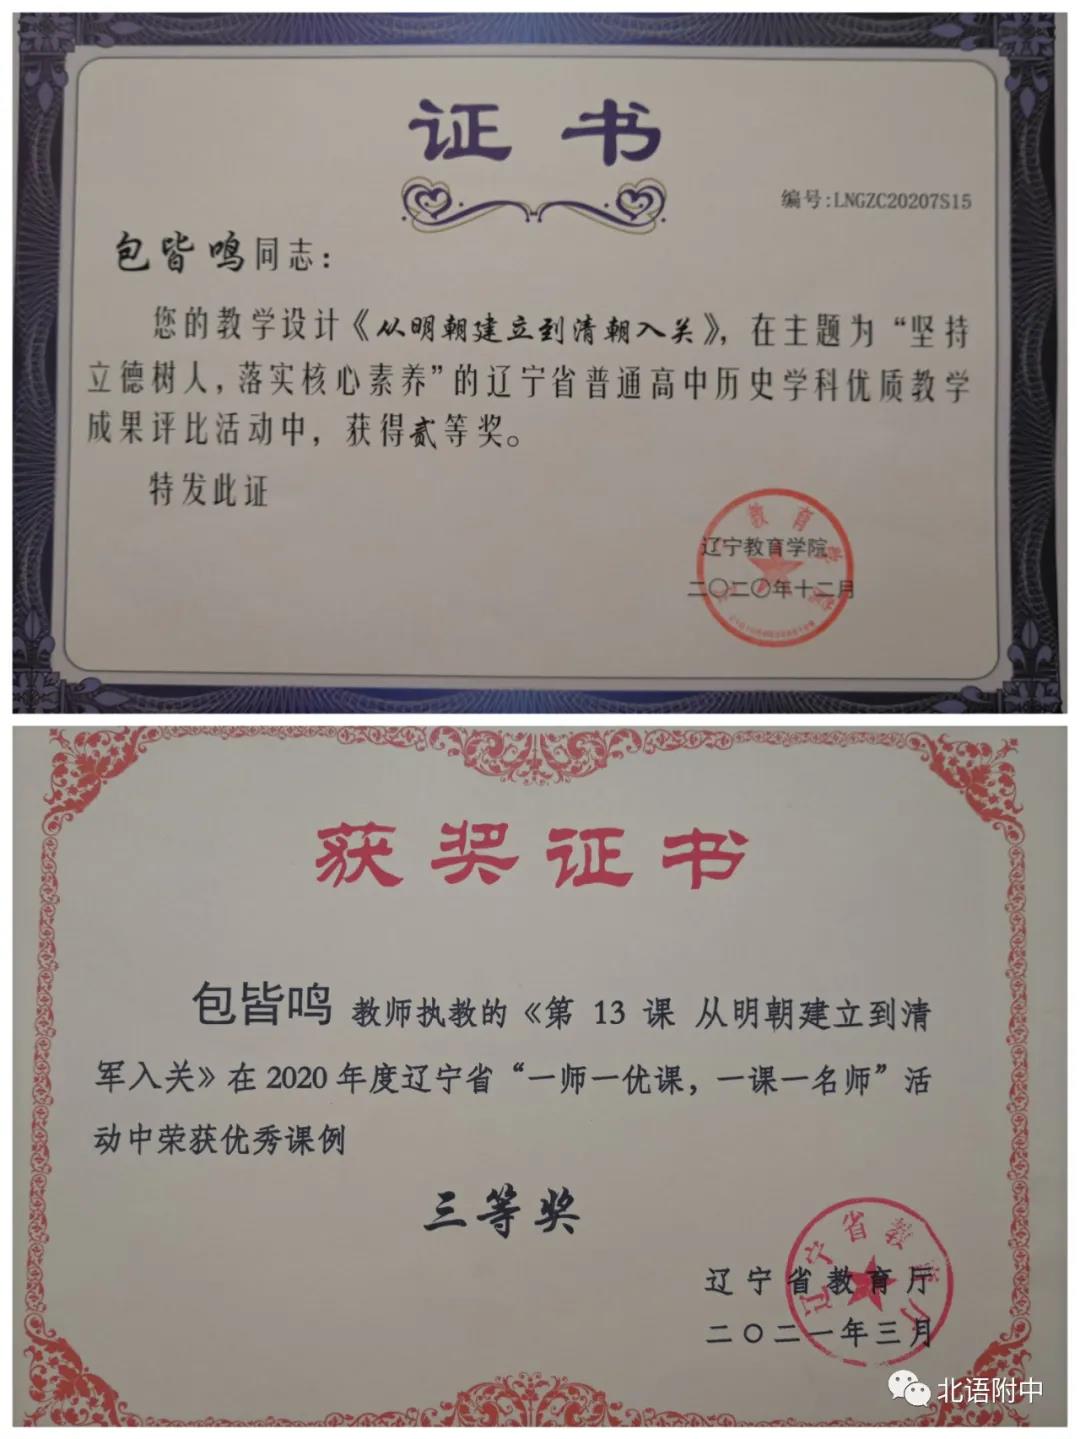 证书
编号:LNGZC20207S15
包皆鸣同志：
您的教学设计《从明朝建立到清朝入关》，在主题为“坚持
立德树人，落实核心素养”的辽宁省普通高中历史学科优质教学
成果评比活动中，获得贰等奖。
特发此证
辽宁教育学院
二〇二〇年十二月
获奖证书
包皆鸣 教师执教的《第 13 课 从明朝建立到清
军入关》在 2020 年度辽宁省“一师一优课，一课一名师”活
动中荣获优秀课例
三等奖
辽宁省教育厅
辽宁省教育厅
二〇二一年三月
北语附中